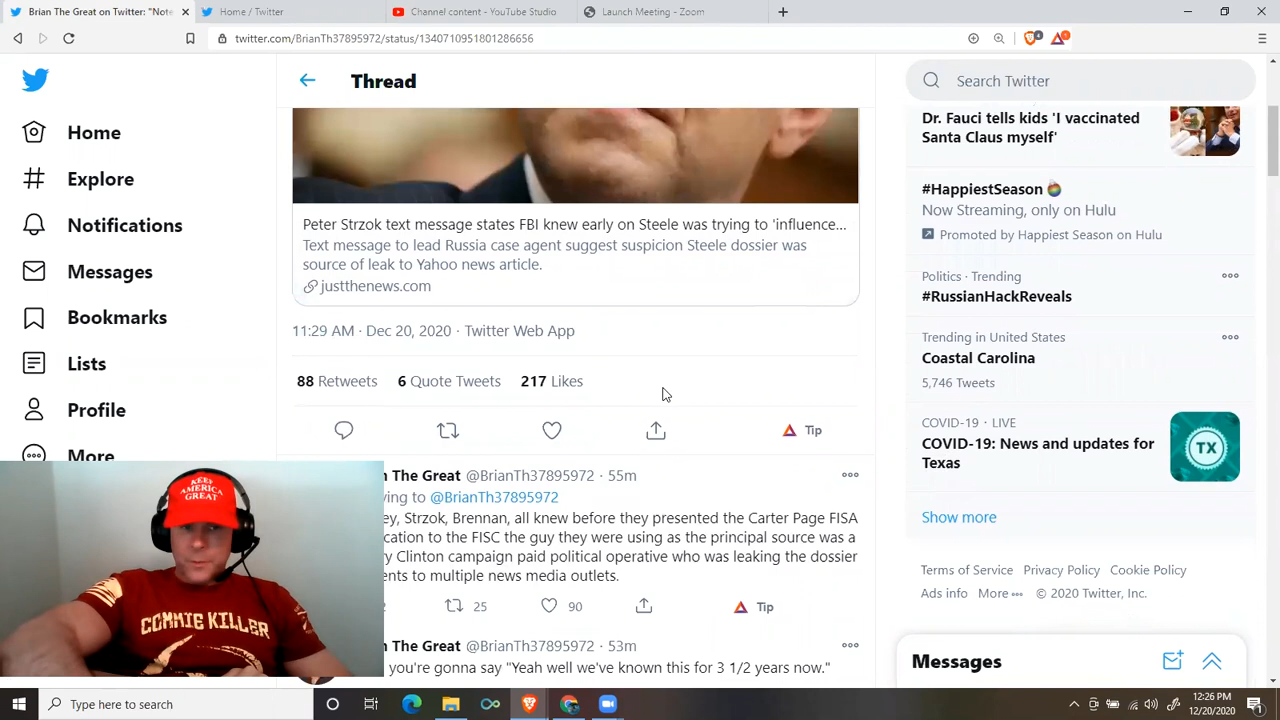 Brian The Great on Twitter: "Note
Home / Twitter
Channel content - YouTube Studio
Launch Meeting - Zoom
twitter.com/BrianTh37895972/status/1340710951801286656
Home
Explore
Notifications
Messages
Bookmarks
Lists
Profile
More
Thread
Peter Strzok text message states FBI knew early on Steele was trying to 'influence...
Text message to lead Russia case agent suggest suspicion Steele dossier was
source of leak to Yahoo news article.
justthenews.com
11:29 AM · Dec 20, 2020 · Twitter Web App
88 Retweets 6 Quote Tweets 217 Likes
Tip
The Great @BrianTh37895972 · 55m
@BrianTh37895972
Strzok, Brennan, all knew before they presented the Carter Page FISA
to the FISC the guy they were using as the principal source was a
Clinton campaign paid political operative who was leaking the dossier
to multiple news media outlets.
25
90
Tip
The Great @BrianTh37895972 · 53m
you're gonna say "Yeah well we've known this for 3 1/2 years now."
KEEP
AMERICA
GREAT
COMMIE KILLER
Search Twitter
Dr. Fauci tells kids 'I vaccinated
Santa Claus myself'
#HappiestSeason
Now Streaming, only on Hulu
Promoted by Happiest Season on Hulu
Politics · Trending
#RussianHackReveals
Trending in United States
Coastal Carolina
5,746 Tweets
COVID-19 · LIVE
COVID-19: News and updates for
Texas
TX
Show more
Terms of Service Privacy Policy Cookie Policy
Ads info More © 2020 Twitter, Inc.
Messages
Type here to search
12:26 PM
12/20/2020